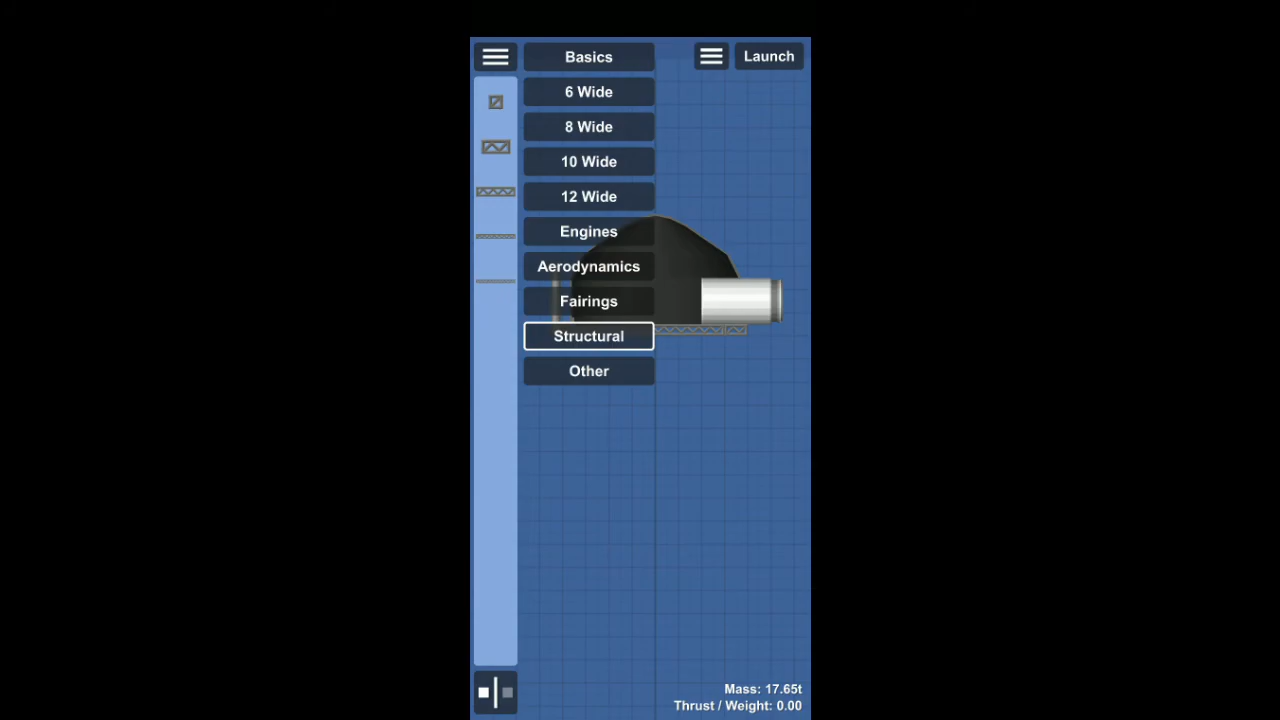 Basics
Launch
6 Wide
8 Wide
10 Wide
12 Wide
Engines
Aerodynamics
Fairings
Structural
Other
Mass: 17.65t
Thrust / Weight: 0.00